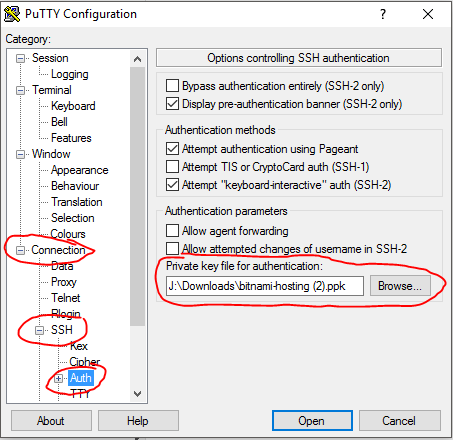 PuTTY Configuration
Category:
Session
Logging
Terminal
Keyboard
Bell
Features
Window
Appearance
Behaviour
Translation
Selection
Colours
Connection
Data
Proxy
Telnet
Rlogin
SSH
Kex
Cipher
Auth
TTY
Options controlling SSH authentication
Bypass authentication entirely (SSH-2 only)
Display pre-authentication banner (SSH-2 only)
Authentication methods
Attempt authentication using Pageant
Attempt TIS or CryptoCard auth (SSH-1)
Attempt "keyboard-interactive" auth (SSH-2)
Authentication parameters
Allow agent forwarding
Allow attempted changes of username in SSH-2
Private key file for authentication:
J:\Downloads\bitnami-hosting (2).ppk
Browse...
About
Help
Open
Cancel